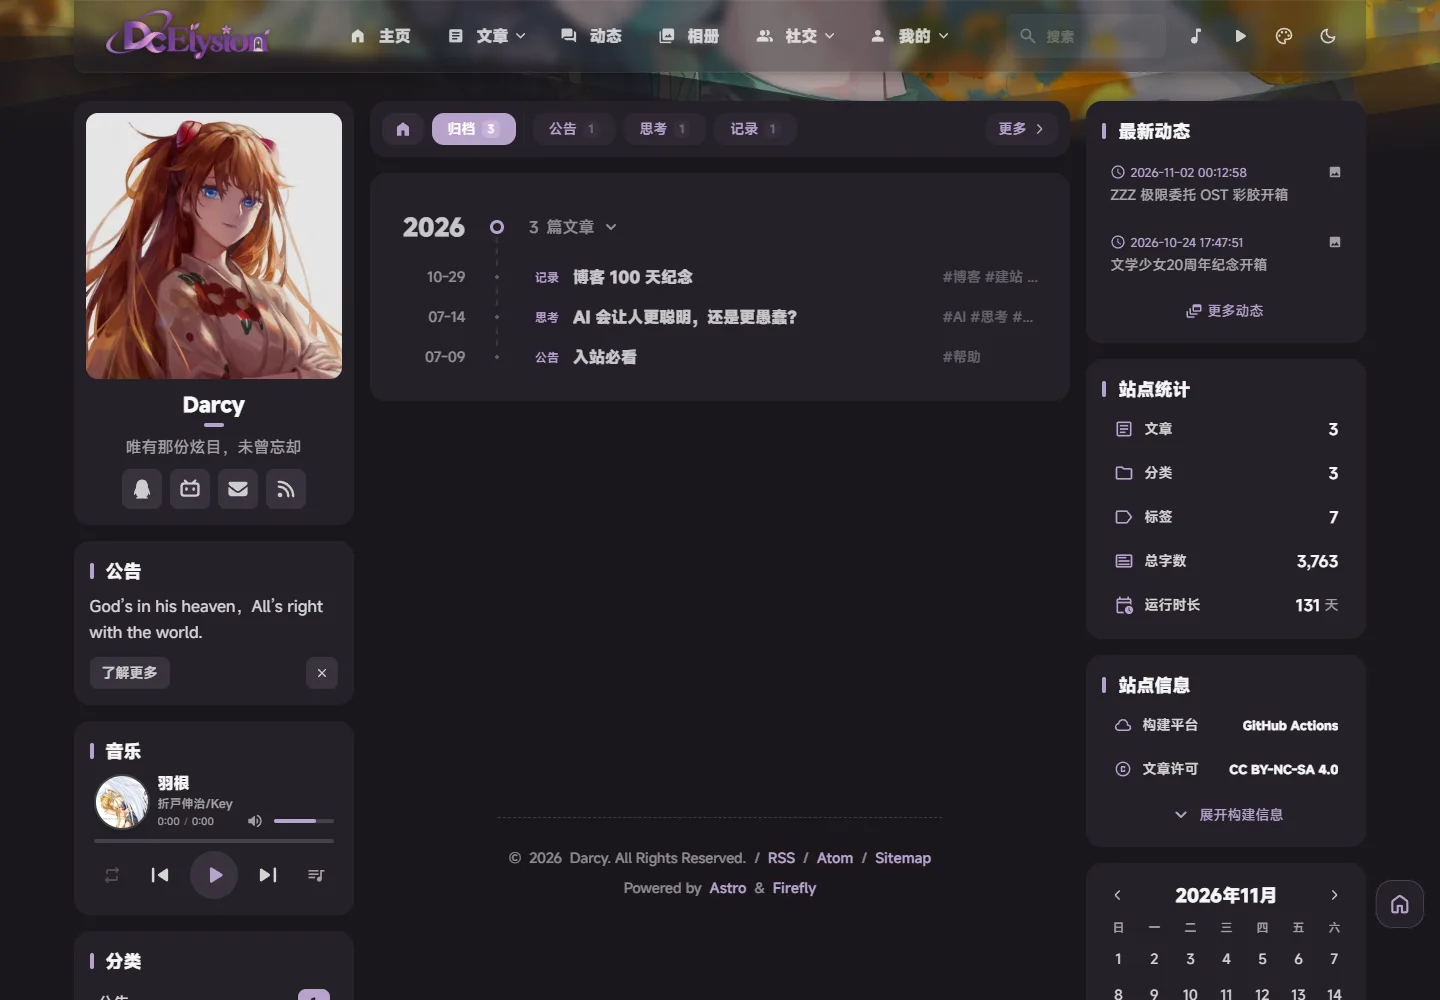 DcElysion
主页
文章
动态
相册
社交
我的
搜索
Darcy
唯有那份炫目，未曾忘却
公告
God's in his heaven，All's right
with the world.
了解更多
音乐
羽根
折戸伸治/Key
0:00 / 0:00
分类
归档 3
公告 1
思考 1
记录 1
更多
2026
3 篇文章
10-29 记录 博客 100 天纪念 #博客 #建站 ...
07-14 思考 AI 会让人更聪明，还是更愚蠢？ #AI #思考 #...
07-09 公告 入站必看 #帮助
© 2026 Darcy. All Rights Reserved. / RSS / Atom / Sitemap
Powered by Astro & Firefly
最新动态
2026-11-02 00:12:58
ZZZ 极限委托 OST 彩胶开箱
2026-10-24 17:47:51
文学少女20周年纪念开箱
更多动态
站点统计
文章 3
分类 3
标签 7
总字数 3,763
运行时长 131 天
站点信息
构建平台 GitHub Actions
文章许可 CC BY-NC-SA 4.0
展开构建信息
2026年11月
日 一 二 三 四 五 六
1 2 3 4 5 6 7
8 9 10 11 12 13 14